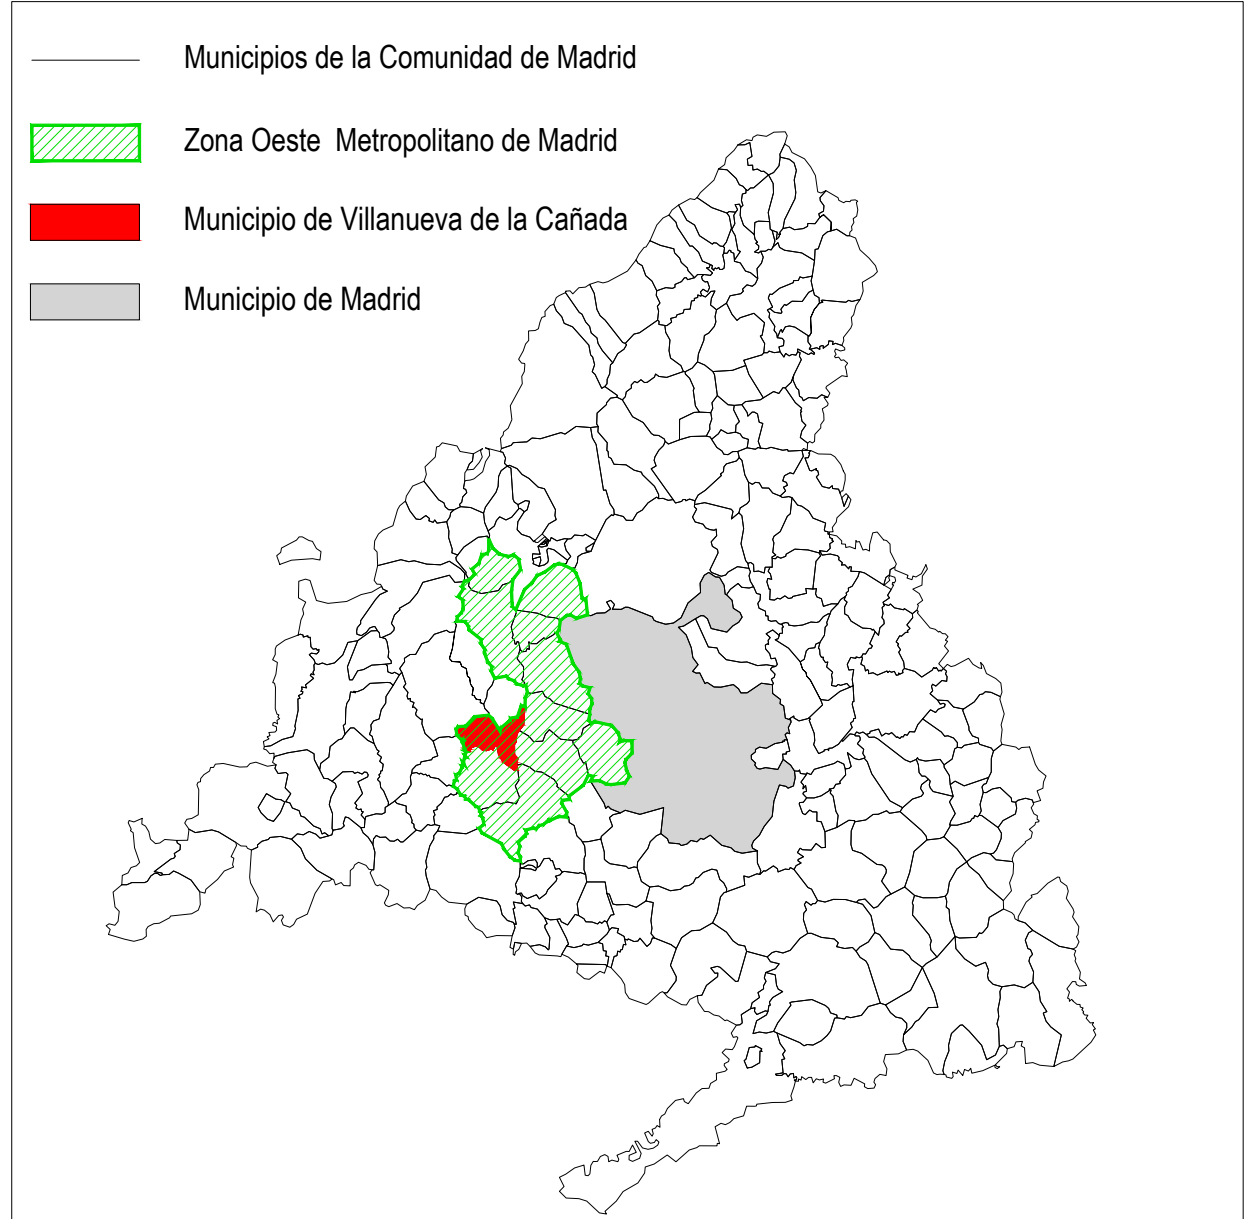 Municipios de la Comunidad de Madrid
Zona Oeste  Metropolitano de Madrid
Municipio de Villanueva de la Cañada
Municipio de Madrid